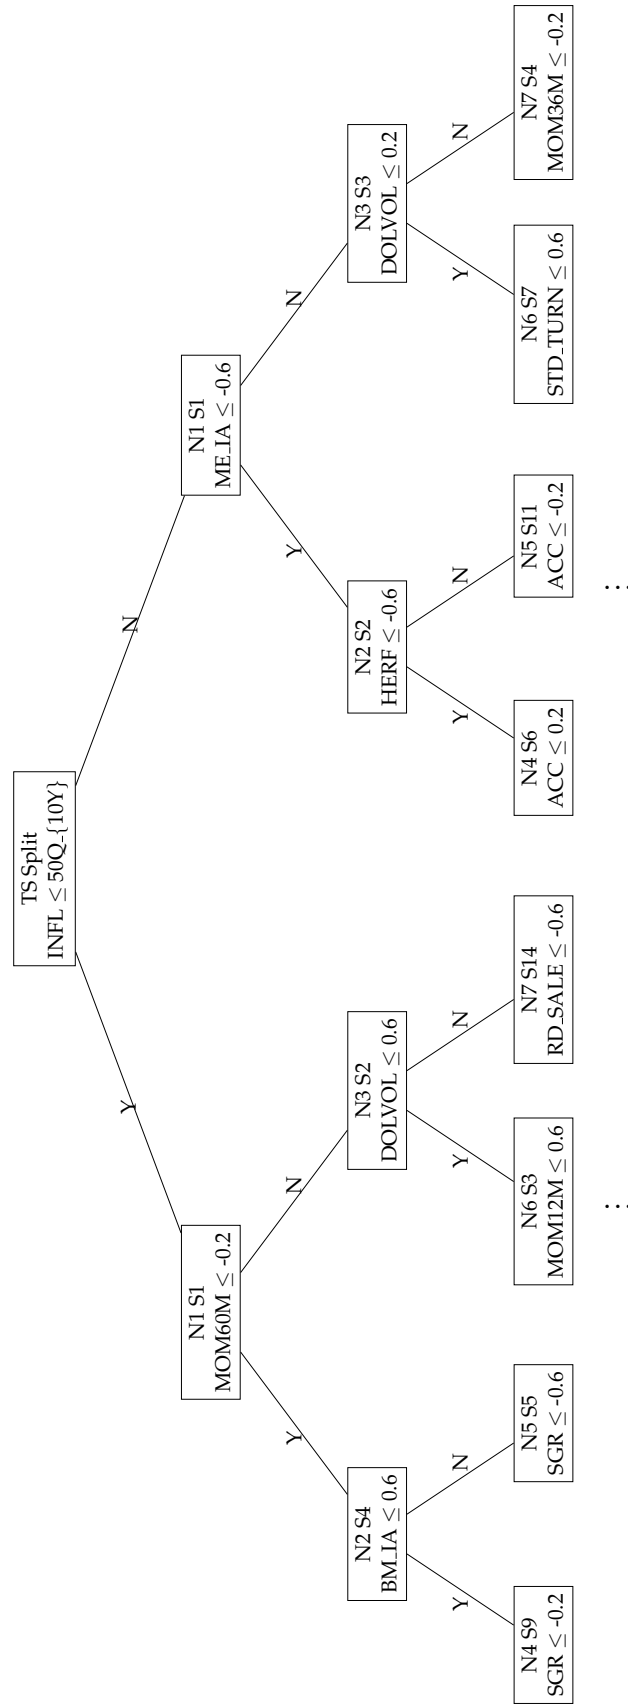 TS Split
INFL ≤ 50Q-{10Y}
Y
N
N1 S1
MOM60M ≤ -0.2
N1 S1
ME_IA ≤ -0.6
Y
N
Y
N
N2 S4
BM_IA ≤ 0.6
N3 S2
DOLVOL ≤ 0.6
N2 S2
HERF ≤ -0.6
N3 S3
DOLVOL ≤ 0.2
Y
N
Y
N
Y
N
Y
N
N4 S9
SGR ≤ -0.2
N5 S5
SGR ≤ -0.6
N6 S3
MOM12M ≤ 0.6
N7 S14
RD_SALE ≤ -0.6
N4 S6
ACC ≤ 0.2
N5 S11
ACC ≤ -0.2
N6 S7
STD_TURN ≤ 0.6
N7 S4
MOM36M ≤ -0.2
...
...